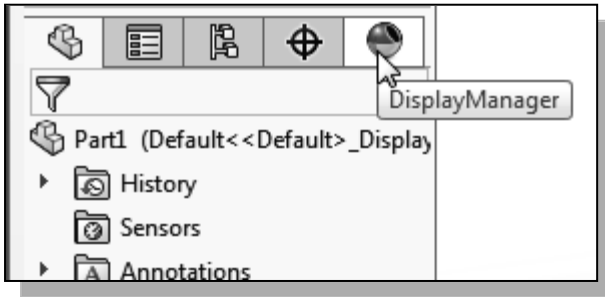 DisplayManager
Part1 (Default<<Default>_Display
History
Sensors
A Annotations